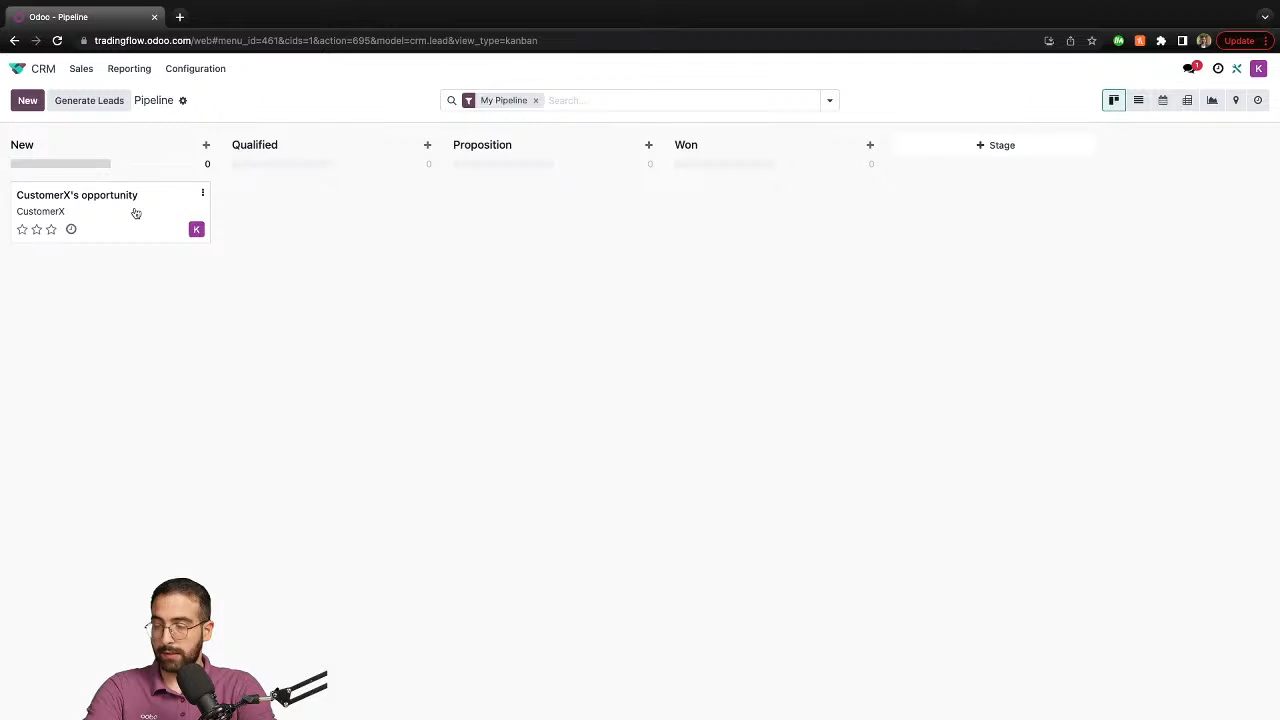 Odoo - Pipeline
tradingflow.odoo.com/web#menu_id=461&cids=1&action=695&model=crm.lead&view_type=kanban
Update
CRM Sales Reporting Configuration
1
K
New Generate Leads Pipeline
My Pipeline
Search...
New
0
Qualified
0
Proposition
0
Won
0
Stage
CustomerX's opportunity
CustomerX
K
odoo